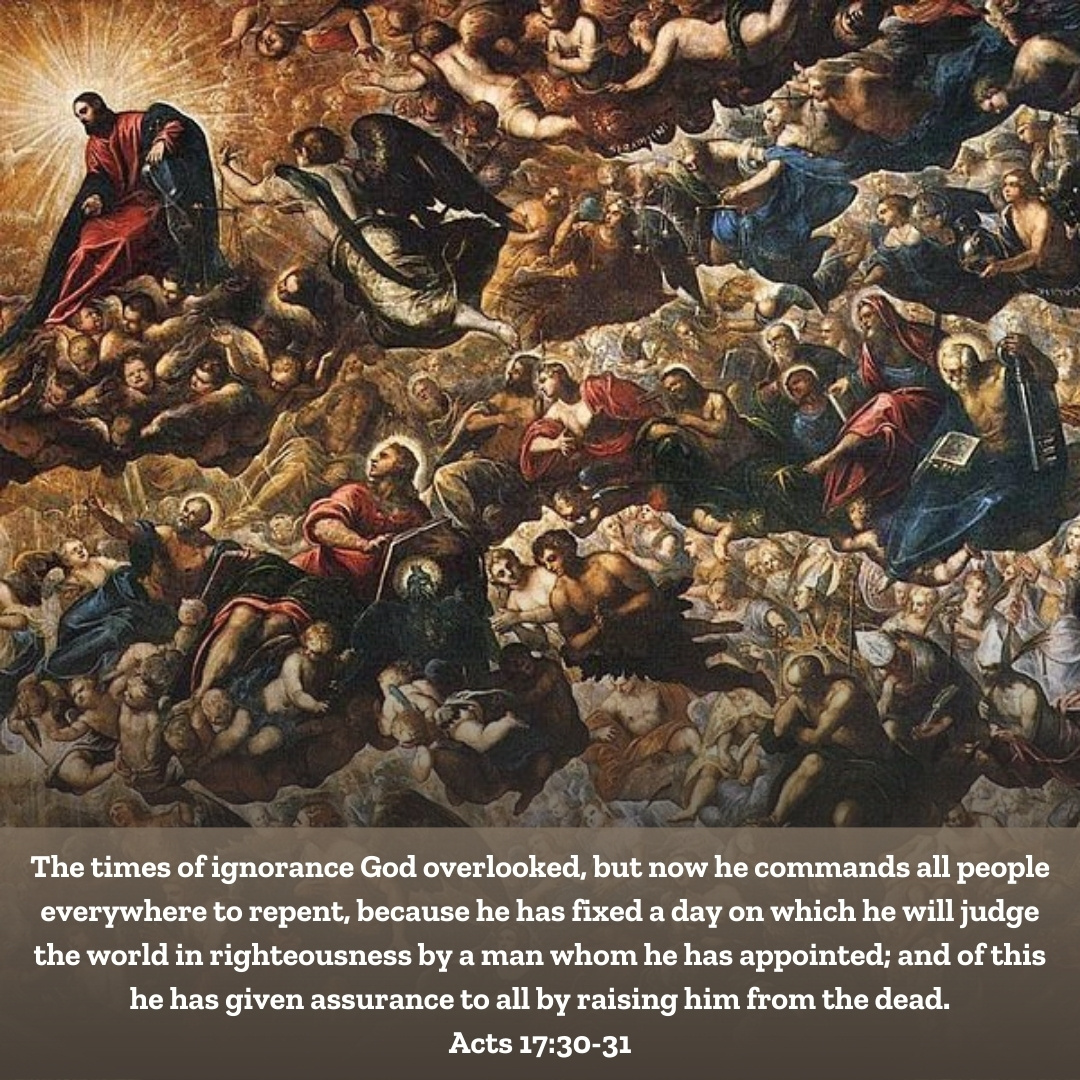 SERAPHINI
The times of ignorance God overlooked, but now he commands all people
everywhere to repent, because he has fixed a day on which he will judge
the world in righteousness by a man whom he has appointed; and of this
he has given assurance to all by raising him from the dead.
Acts 17:30-31